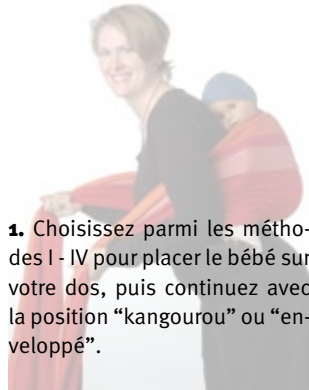 1. Choisissez parmi les métho-
des I - IV pour placer le bébé sur
votre dos, puis continuez avec
la position “kangourou” ou “en-
veloppé”.